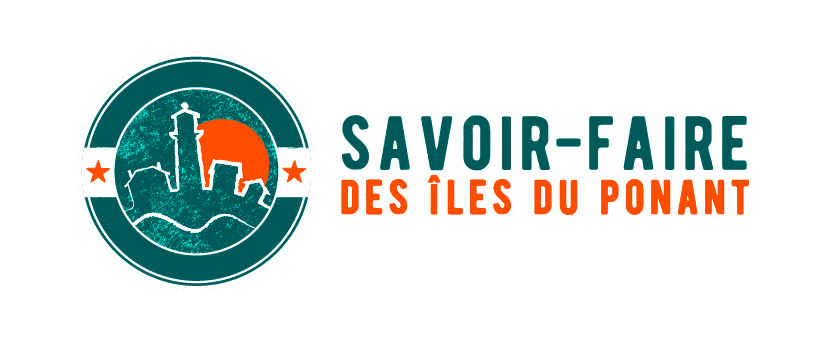 SAVOIR-FAIRE
DES ÎLES DU PONANT